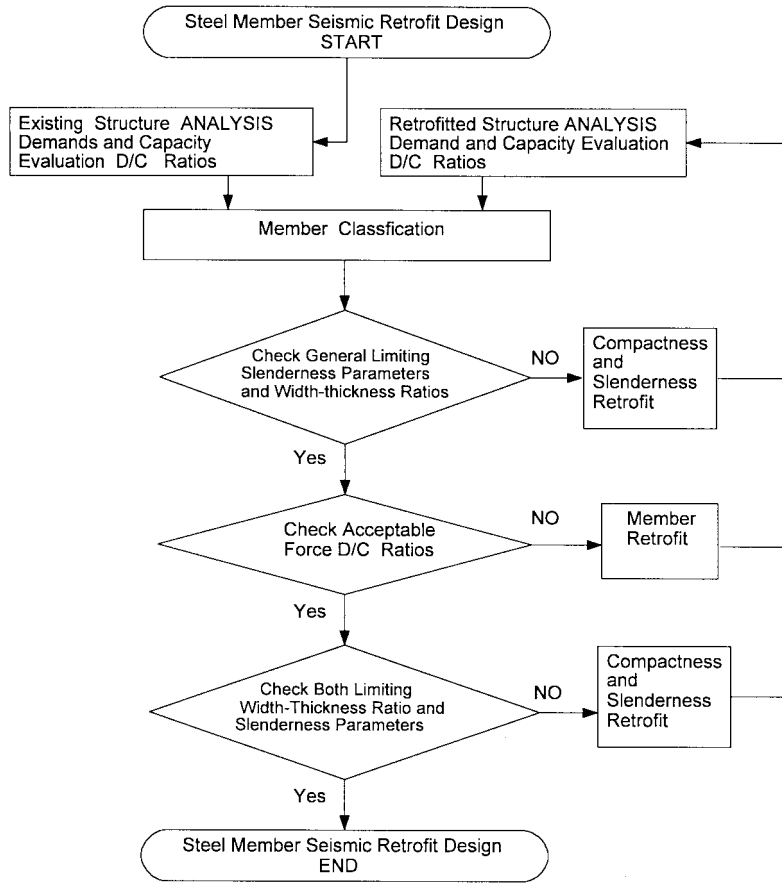 Steel Member Seismic Retrofit Design
START
Existing Structure ANALYSIS
Demands and Capacity
Evaluation D/C Ratios
Retrofitted Structure ANALYSIS
Demand and Capacity Evaluation
D/C Ratios
Member Classfication
Check General Limiting
Slenderness Parameters
and Width-thickness Ratios
NO
Compactness
and
Slenderness
Retrofit
Yes
Check Acceptable
Force D/C Ratios
NO
Member
Retrofit
Yes
Check Both Limiting
Width-Thickness Ratio and
Slenderness Parameters
NO
Compactness
and
Slenderness
Retrofit
Yes
Steel Member Seismic Retrofit Design
END